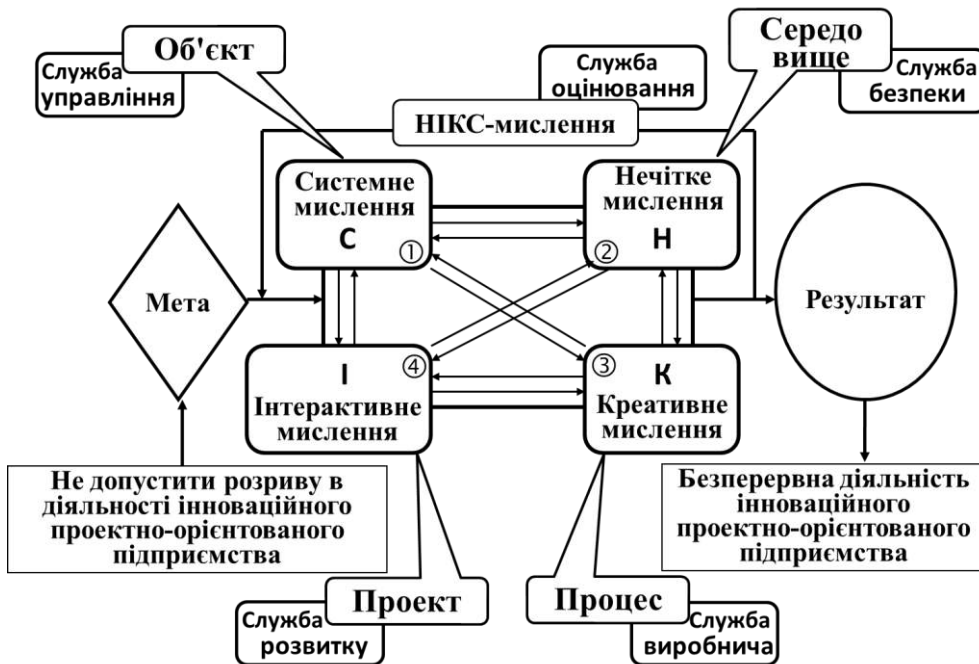 Об'єкт
Служба
управління
Служба
оцінювання
Середо
вище
Служба
безпеки
НІКС-мислення
Системне
мислення
С
①
Нечітке
мислення
②
Н
Мета
Результат
④
І
Інтерактивне
мислення
③
К
Креативне
мислення
Не допустити розриву в
діяльності інноваційного
проектно-орієнтованого
підприємства
Безперервна діяльність
інноваційного
проектно-орієнтованого
підприємства
Проект
Служба
розвитку
Процес
Служба
виробнича